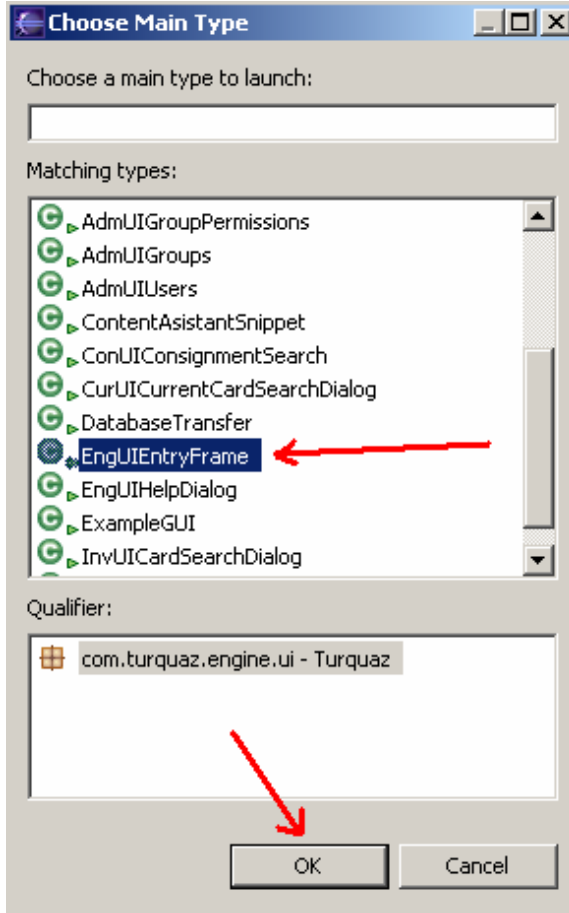 Choose Main Type
Choose a main type to launch:
Matching types:
AdmUIGroupPermissions
AdmUIGroups
AdmUIUsers
ContentAsistantSnippet
ConUIConsignmentSearch
CurUICurrentCardSearchDialog
DatabaseTransfer
EngUIEntryFrame
EngUIHelpDialog
ExampleGUI
InvUICardSearchDialog
Qualifier:
com.turquaz.engine.ui - Turquaz
OK Cancel